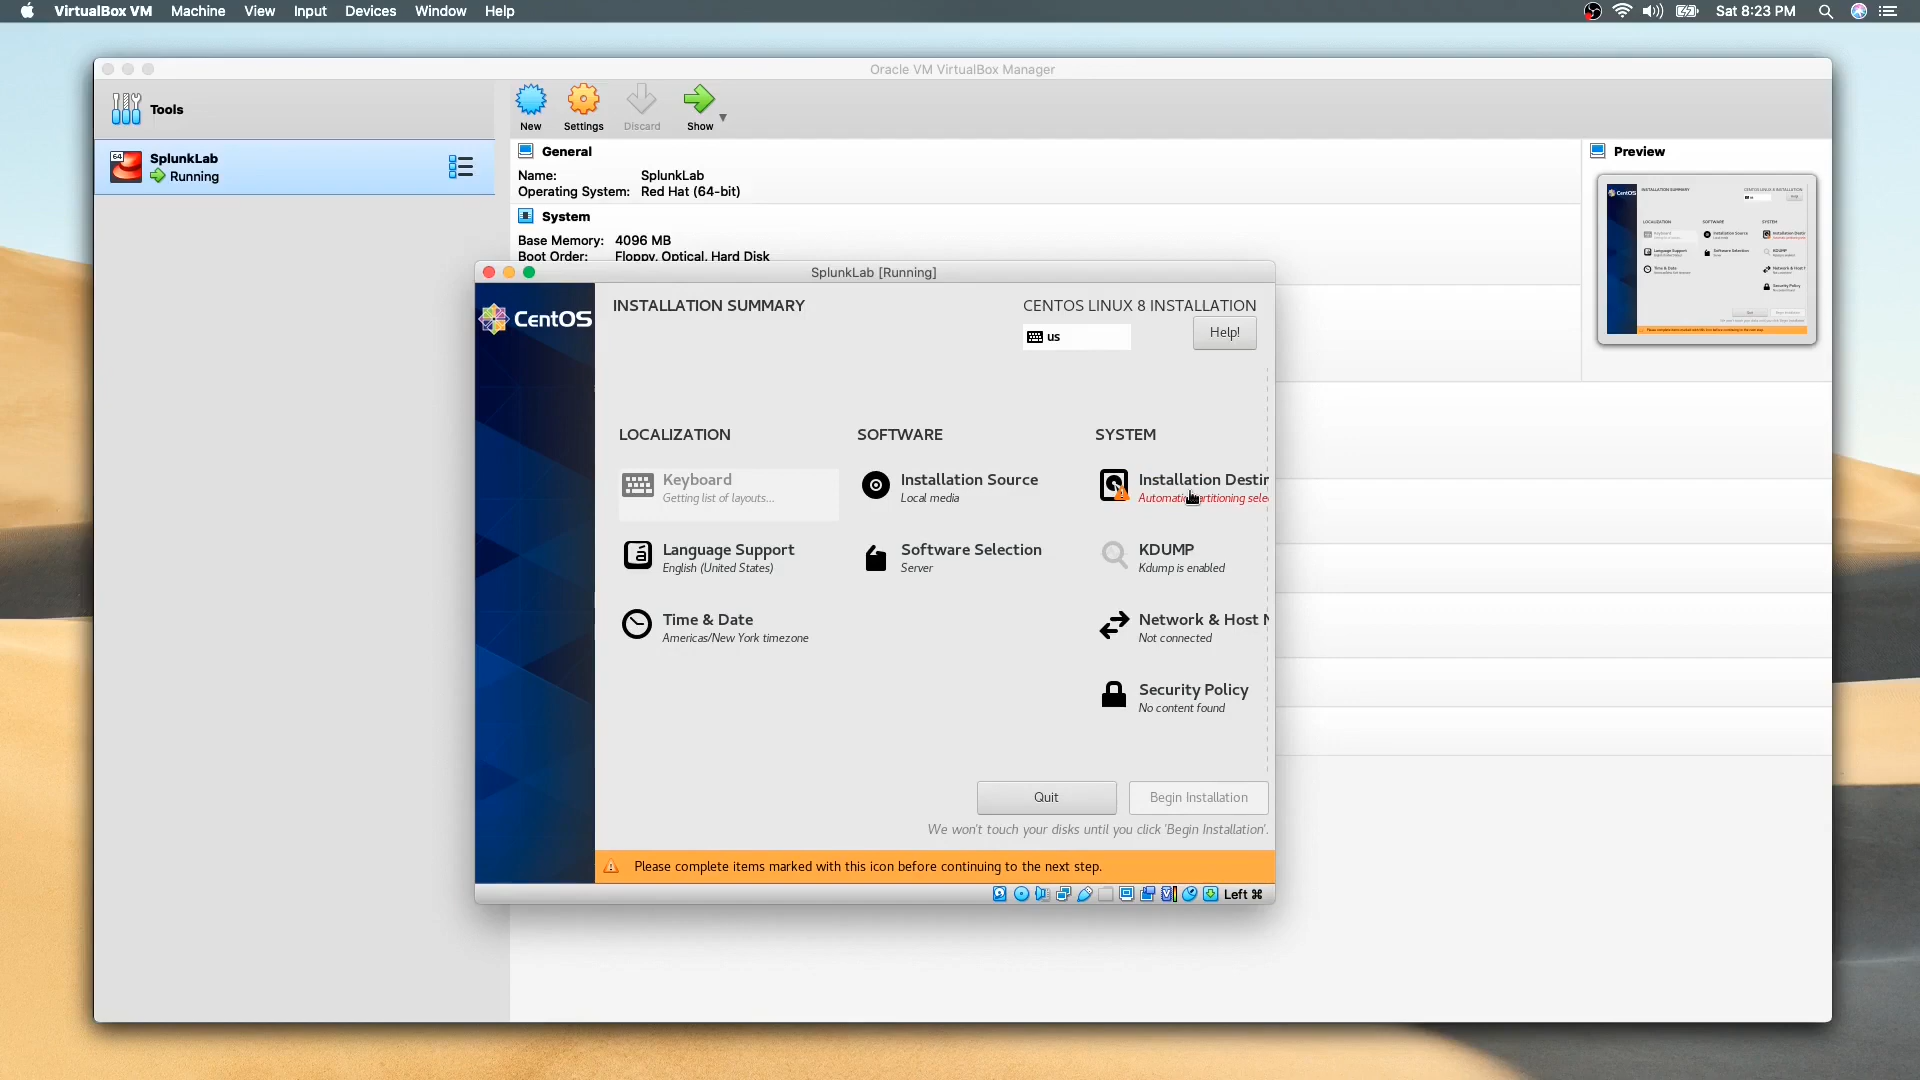 VirtualBox VM Machine View Input Devices Window Help
Sat 8:23 PM
Oracle VM VirtualBox Manager
Tools
New Settings Discard Show
64
SplunkLab
Running
General
Name: SplunkLab
Operating System: Red Hat (64-bit)
System
Base Memory: 4096 MB
Boot Order: Floppy, Optical, Hard Disk
Preview
SplunkLab [Running]
CentOS
INSTALLATION SUMMARY
CENTOS LINUX 8 INSTALLATION
us
Help!
LOCALIZATION
Keyboard
Getting list of layouts...
Language Support
English (United States)
Time & Date
Americas/New York timezone
SOFTWARE
Installation Source
Local media
Software Selection
Server
SYSTEM
Installation Destin
KDUMP
Kdump is enabled
Network & Host N
Not connected
Security Policy
No content found
Quit
Begin Installation
We won't touch your disks until you click 'Begin Installation'.
Please complete items marked with this icon before continuing to the next step.
Left ⌘